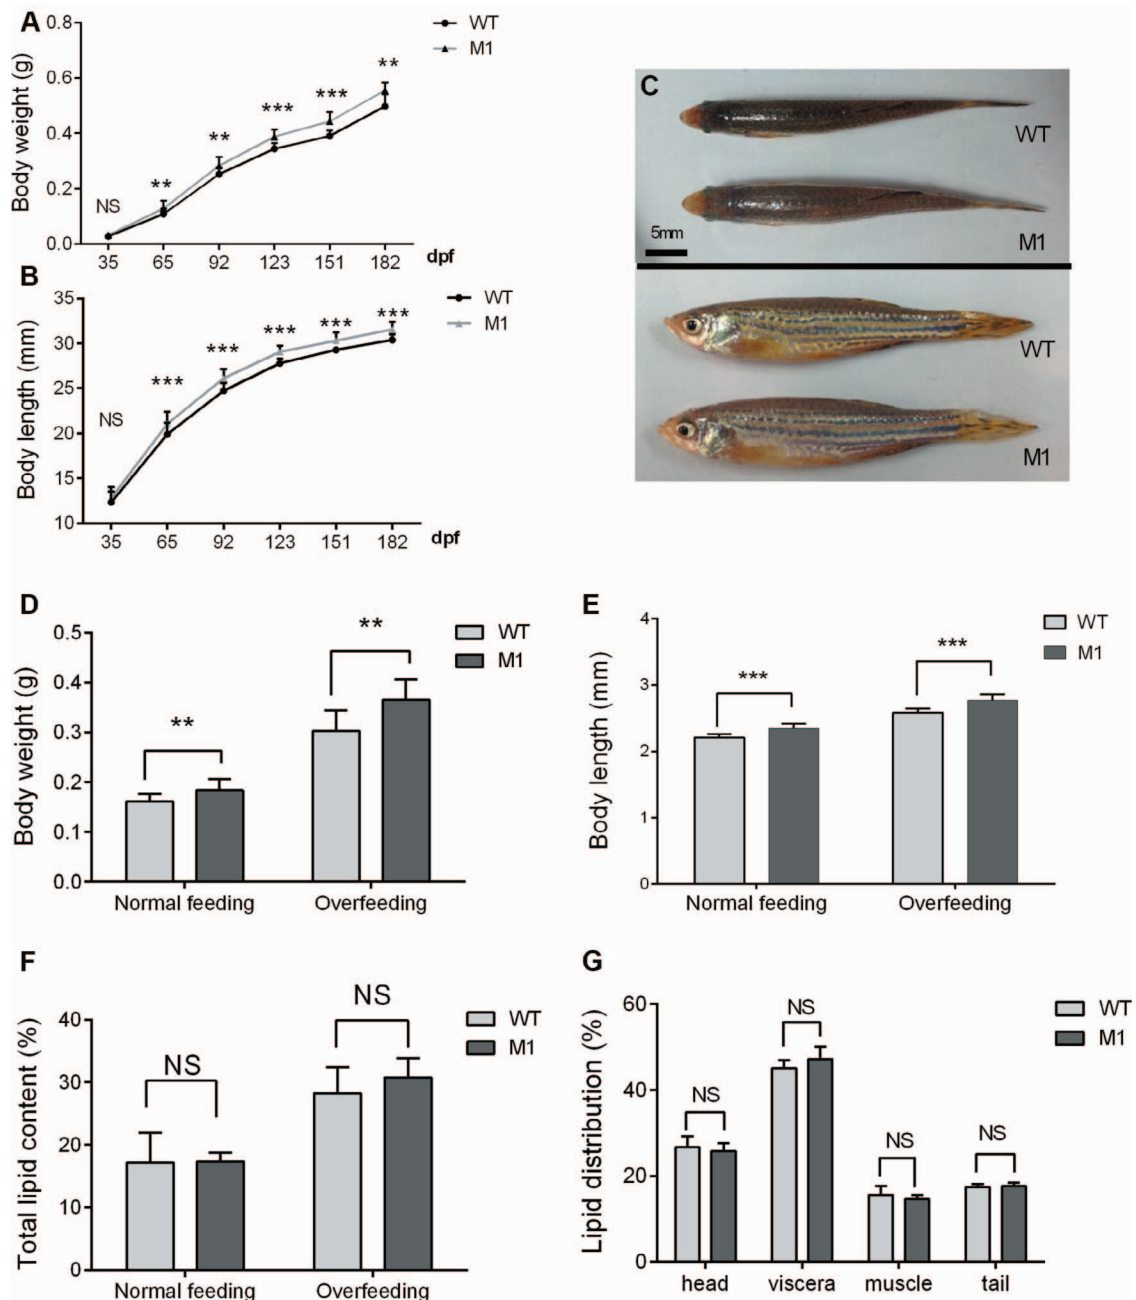 A
Body weight (g)
0.8
0.6
0.4
0.2
0.0
WT
M1
NS
**
**
***
***
**
35 65 92 123 151 182 dpf
B
Body length (mm)
35
30
25
20
15
10
WT
M1
NS
***
***
***
***
***
35 65 92 123 151 182 dpf
C
WT
M1
5mm
WT
M1
D
Body weight (g)
0.5
0.4
0.3
0.2
0.1
0.0
**
**
WT
M1
Normal feeding Overfeeding
E
Body length (mm)
4
3
2
1
0
***
***
WT
M1
Normal feeding Overfeeding
F
Total lipid content (%)
40
30
20
10
0
NS
NS
WT
M1
Normal feeding Overfeeding
G
Lipid distribution (%)
60
40
20
0
NS
NS
NS
NS
WT
M1
head viscera muscle tail